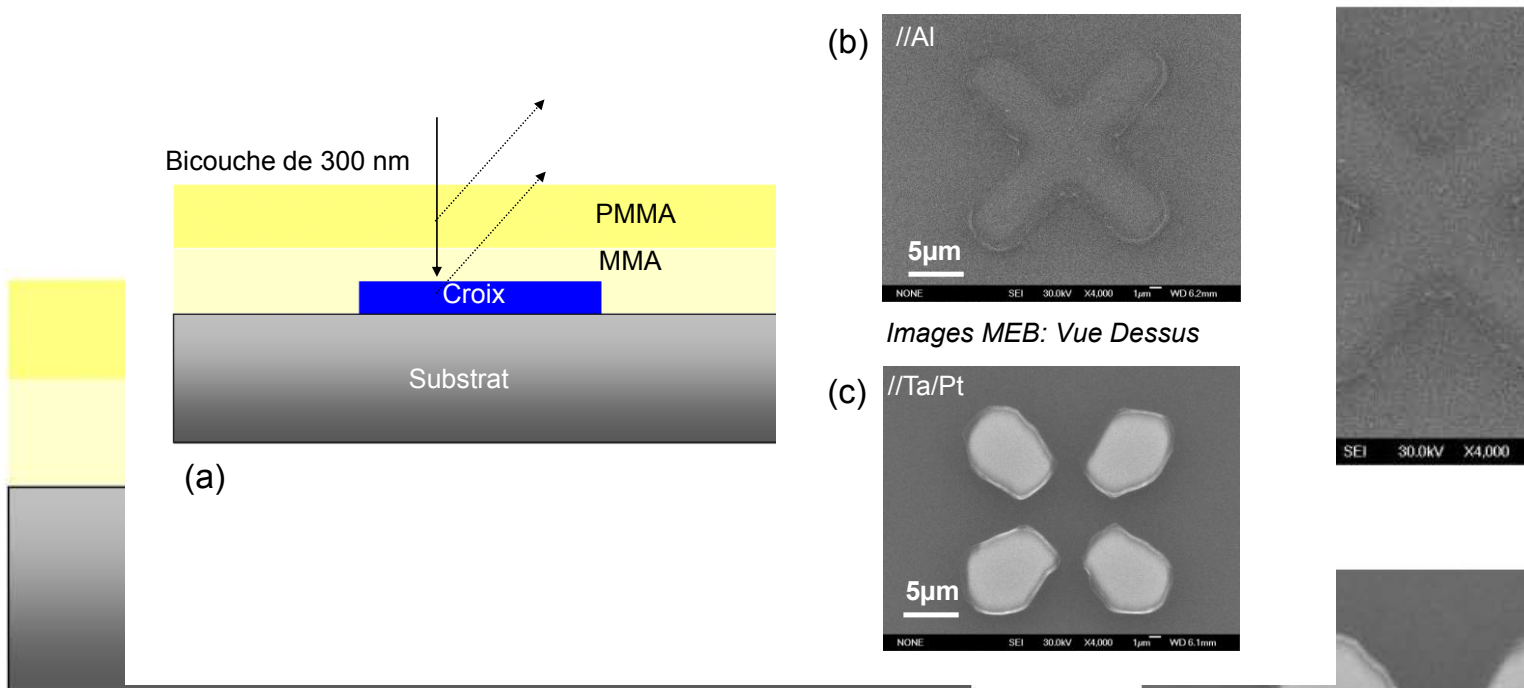 Bicouche de 300 nm
PMMA
MMA
Croix
Substrat
(a)
(b)
//Al
5µm
NONE SEI 30.0kV X4,000 1µm WD 6.2mm
Images MEB: Vue Dessus
(c)
//Ta/Pt
5µm
NONE SEI 30.0kV X4,000 1µm WD 6.1mm
SEI 30.0kV X4,000